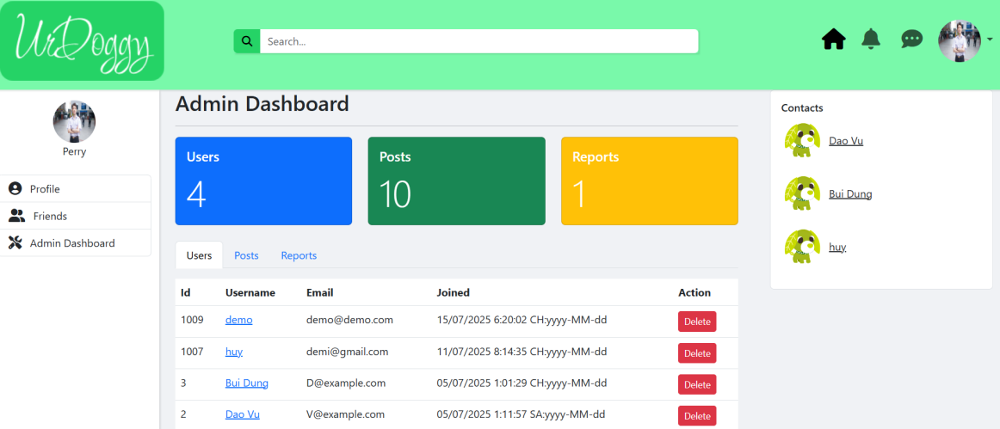 UrDoggy
Search...
Perry
Profile
Friends
Admin Dashboard
Admin Dashboard
Users
4
Posts
10
Reports
1
Users Posts Reports
Id Username Email Joined Action
1009 demo demo@demo.com 15/07/2025 6:20:02 CH:yyyy-MM-dd Delete
1007 huy demi@gmail.com 11/07/2025 8:14:35 CH:yyyy-MM-dd Delete
3 Bui Dung D@example.com 05/07/2025 1:01:29 CH:yyyy-MM-dd Delete
2 Dao Vu V@example.com 05/07/2025 1:11:57 SA:yyyy-MM-dd Delete
Contacts
Dao Vu
Bui Dung
huy